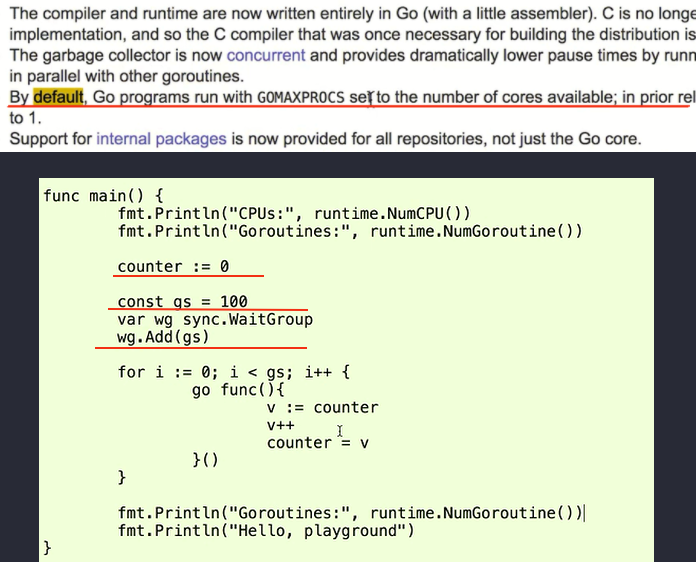 The compiler and runtime are now written entirely in Go (with a little assembler). C is no longe
implementation, and so the C compiler that was once necessary for building the distribution is
The garbage collector is now concurrent and provides dramatically lower pause times by runn
in parallel with other goroutines.
By default, Go programs run with GOMAXPROCS set to the number of cores available; in prior rel
to 1.
Support for internal packages is now provided for all repositories, not just the Go core.
func main() {
fmt.Println("CPUs:", runtime.NumCPU())
fmt.Println("Goroutines:", runtime.NumGoroutine())
counter := 0
const gs = 100
var wg sync.WaitGroup
wg.Add(gs)
for i := 0; i < gs; i++ {
go func(){
v := counter
v++
counter = v
}()
}
fmt.Println("Goroutines:", runtime.NumGoroutine())
fmt.Println("Hello, playground")
}